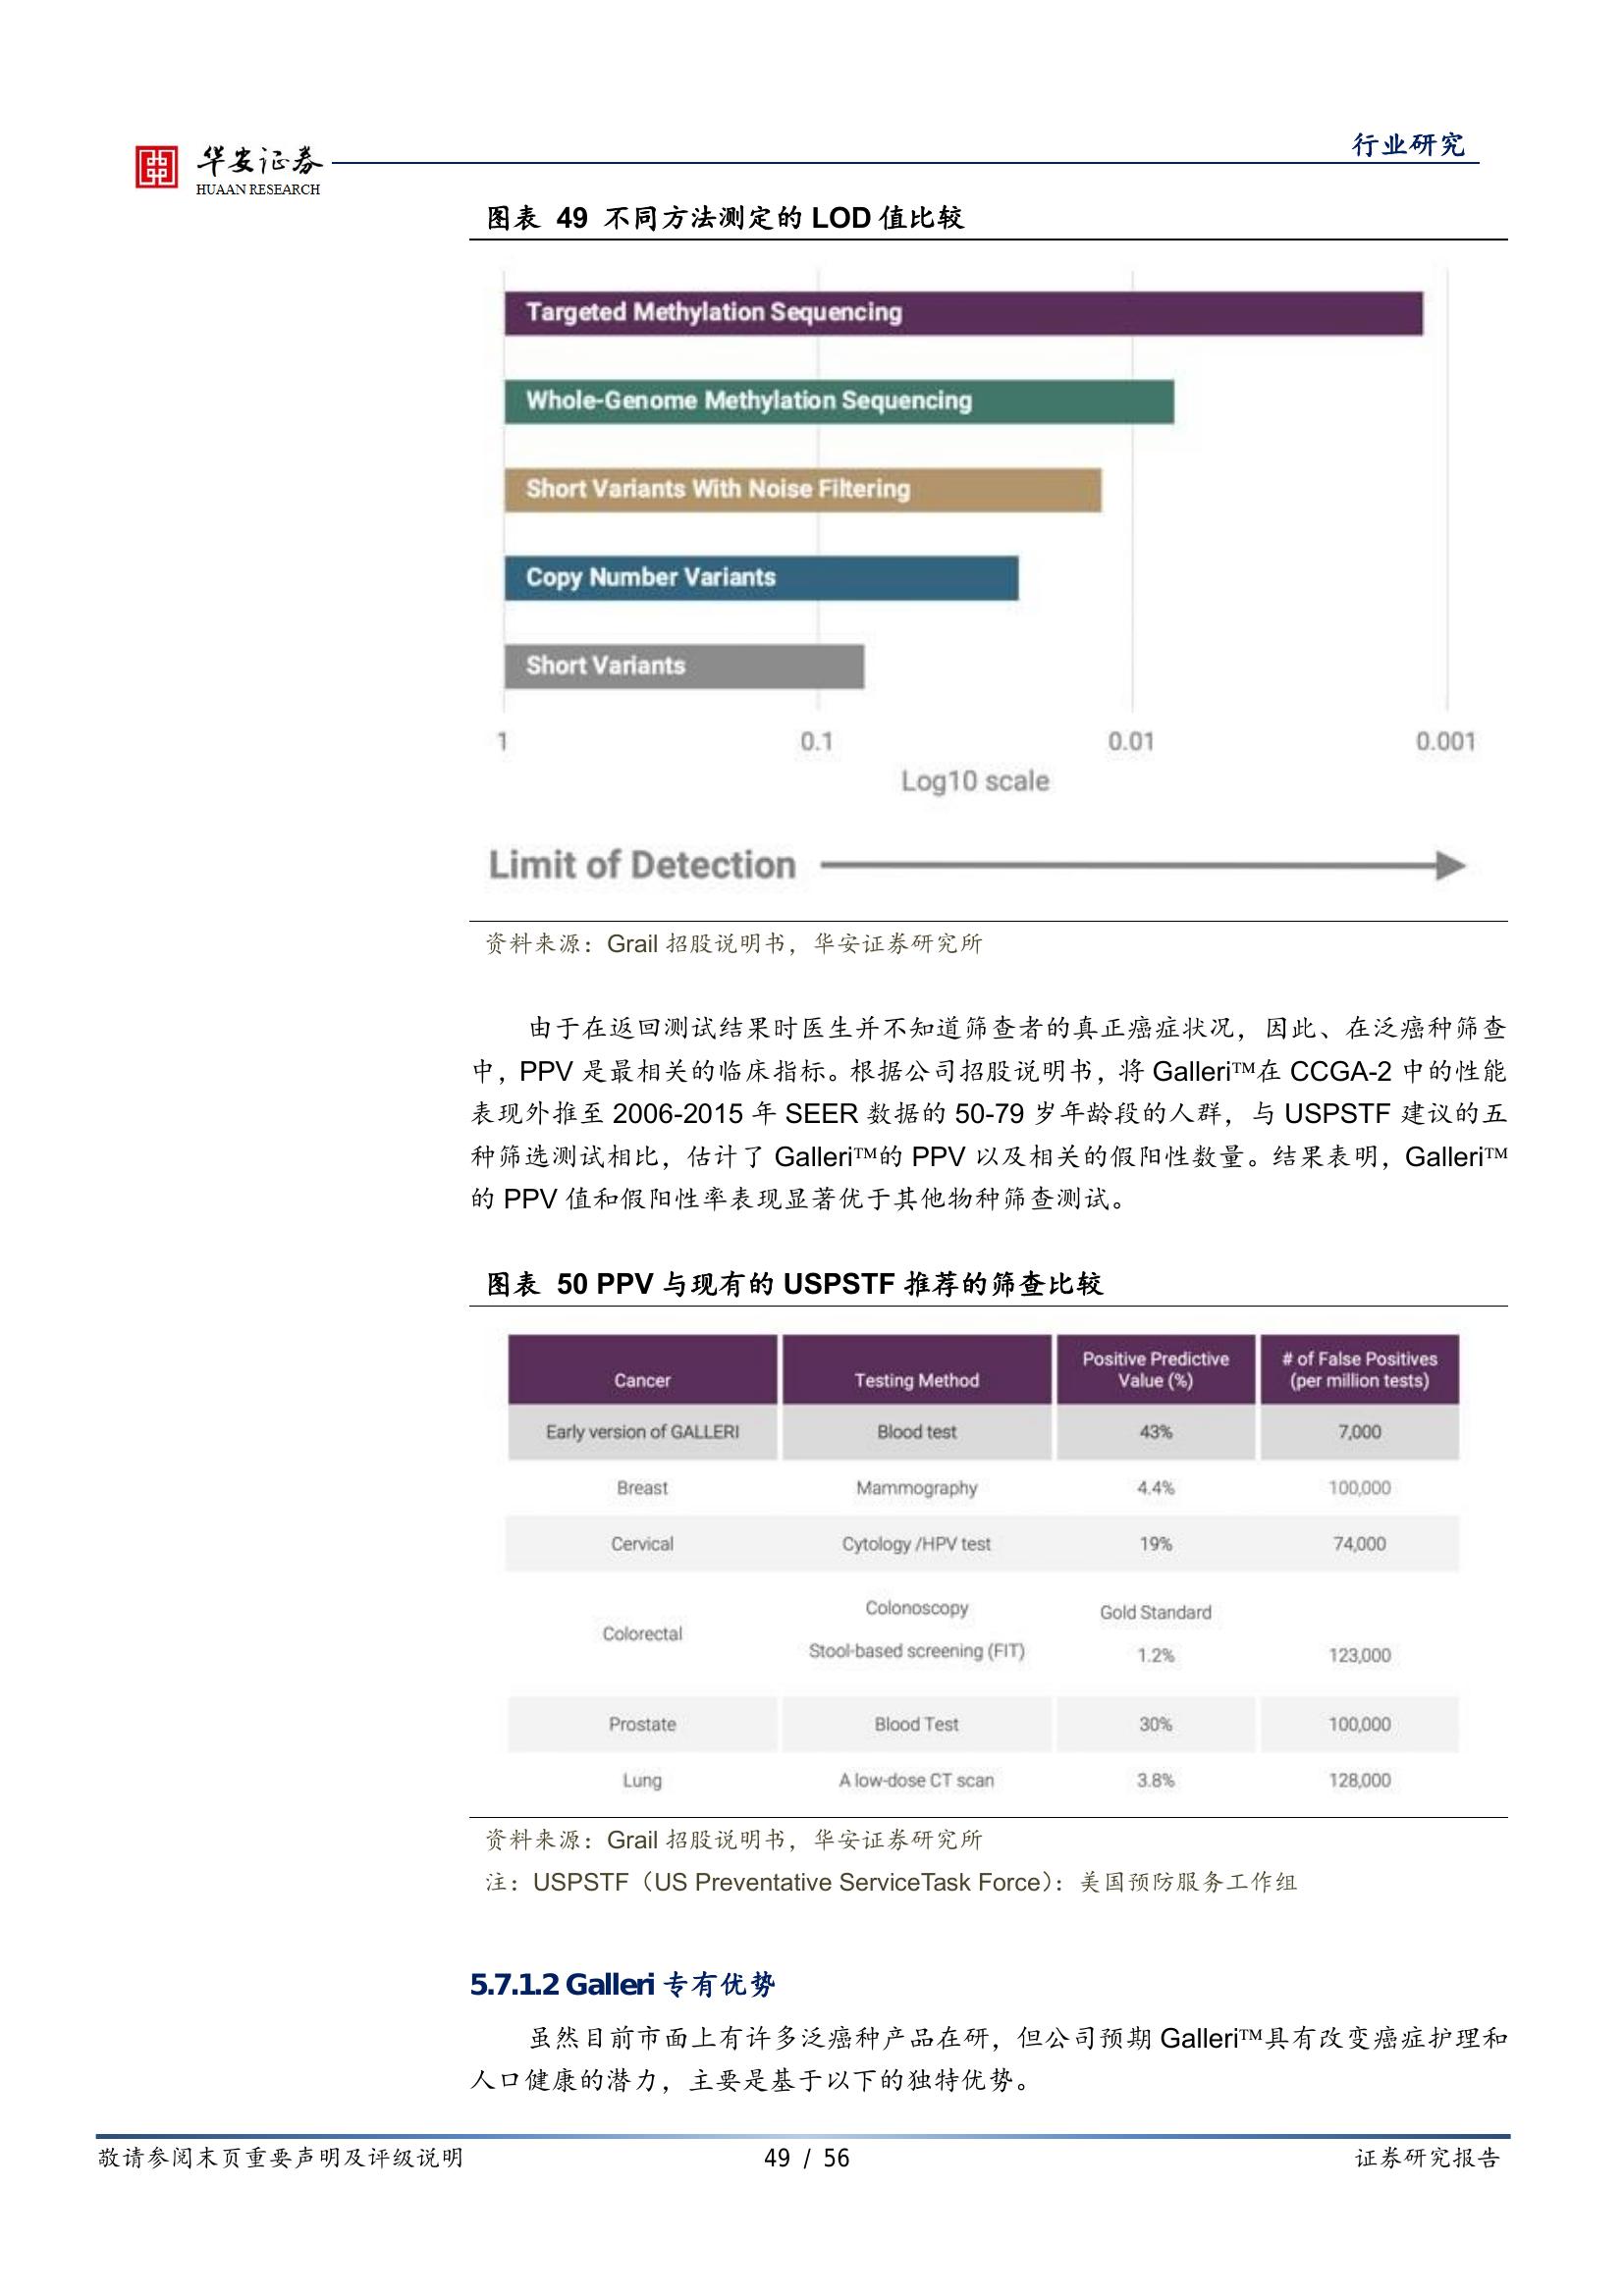 华安证券
HUAAN RESEARCH
行业研究
图表 49 不同方法测定的 LOD 值比较
Targeted Methylation Sequencing
Whole-Genome Methylation Sequencing
Short Variants With Noise Filtering
Copy Number Variants
Short Variants
1 0.1 0.01 0.001
Log10 scale
Limit of Detection
资料来源：Grail 招股说明书，华安证券研究所
由于在返回测试结果时医生并不知道筛查者的真正癌症状况，因此、在泛癌种筛查
中，PPV 是最相关的临床指标。根据公司招股说明书，将 Galleri™在 CCGA-2 中的性能
表现外推至 2006-2015 年 SEER 数据的 50-79 岁年龄段的人群，与 USPSTF 建议的五
种筛选测试相比，估计了 Galleri™的 PPV 以及相关的假阳性数量。结果表明，Galleri™
的 PPV 值和假阳性率表现显著优于其他物种筛查测试。
图表 50 PPV 与现有的 USPSTF 推荐的筛查比较
Cancer Testing Method Positive Predictive Value (%) # of False Positives (per million tests)
Early version of GALLERI Blood test 43% 7,000
Breast Mammography 4.4% 100,000
Cervical Cytology /HPV test 19% 74,000
Colorectal Colonoscopy Gold Standard
Stool-based screening (FIT) 1.2% 123,000
Prostate Blood Test 30% 100,000
Lung A low-dose CT scan 3.8% 128,000
资料来源：Grail 招股说明书，华安证券研究所
注：USPSTF（US Preventative ServiceTask Force）：美国预防服务工作组
5.7.1.2 Galleri 专有优势
虽然目前市面上有许多泛癌种产品在研，但公司预期 Galleri™具有改变癌症护理和
人口健康的潜力，主要是基于以下的独特优势。
敬请参阅末页重要声明及评级说明 49 / 56 证券研究报告